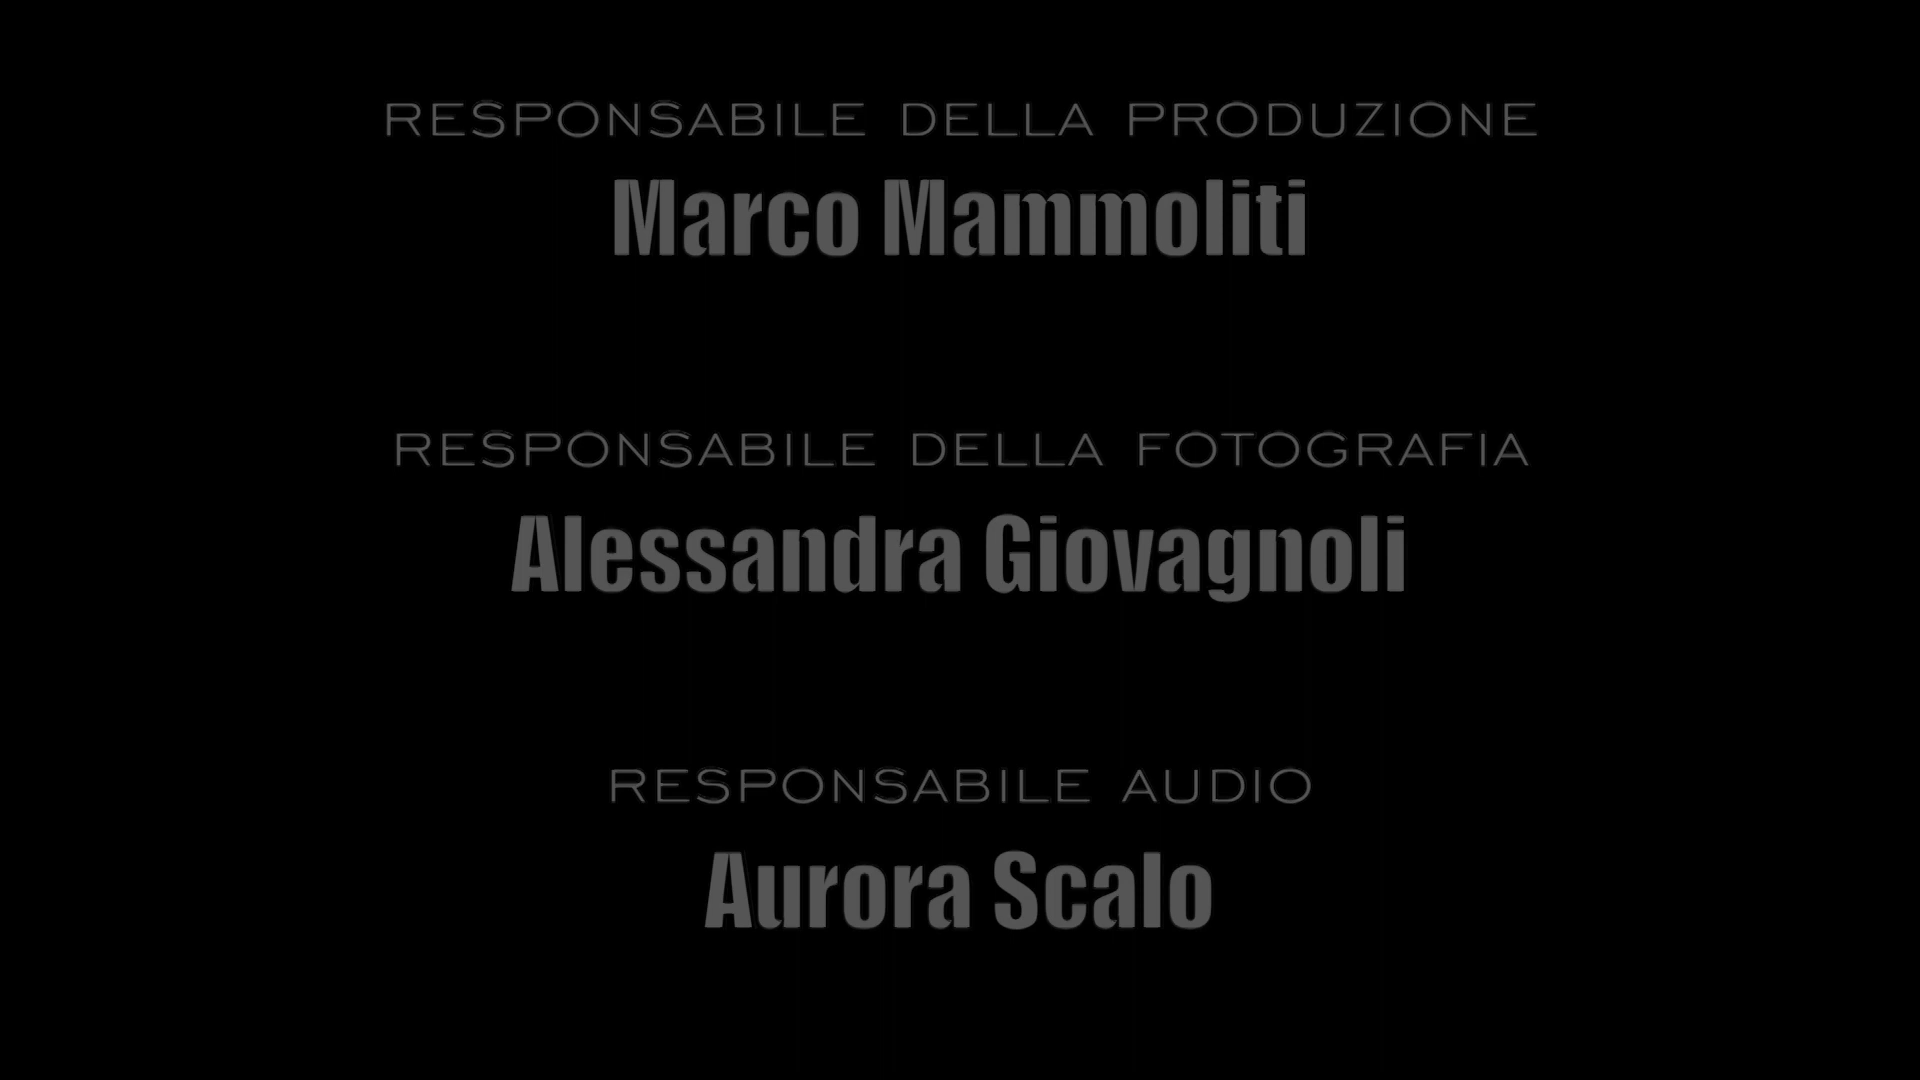 RESPONSABILE DELLA PRODUZIONE
Marco Mammoliti
RESPONSABILE DELLA FOTOGRAFIA
Alessandra Giovagnoli
RESPONSABILE AUDIO
Aurora Scalo